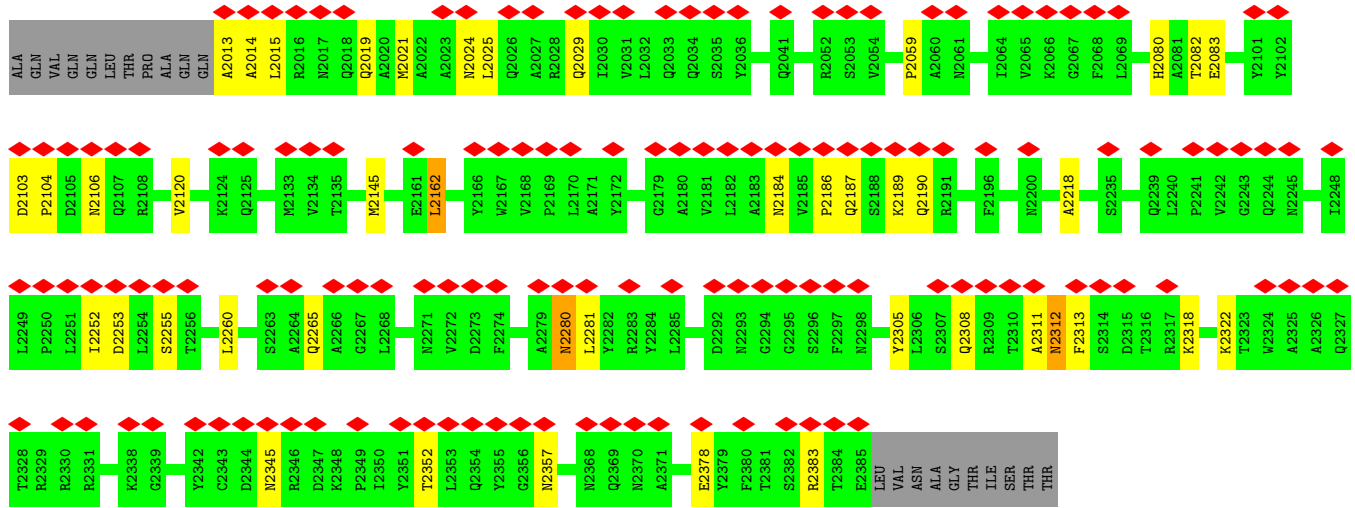 ALA GLN VAL GLN GLN LEU THR PRO ALA GLN GLN A2013 A2014 L2015 R2016 N2017 Q2018 Q2019 A2020 M2021 A2022 A2023 N2024 L2025 Q2026 A2027 R2028 Q2029 I2030 V2031 L2032 Q2033 Q2034 S2035 Y2036 Q2041 R2052 S2053 V2054 P2059 A2060 N2061 I2064 V2065 K2066 G2067 F2068 L2069 H2080 A2081 T2082 E2083 Y2101 Y2102
D2103 P2104 D2105 N2106 Q2107 R2108 V2120 K2124 Q2125 M2133 V2134 T2135 M2145 E2161 L2162 Y2166 W2167 V2168 P2169 L2170 A2171 Y2172 G2179 A2180 V2181 L2182 A2183 N2184 V2185 P2186 Q2187 S2188 K2189 Q2190 R2191 F2196 N2200 A2218 S2235 Q2239 L2240 P2241 V2242 G2243 Q2244 N2245 I2248
L2249 P2250 L2251 I2252 D2253 L2254 S2255 T2256 L2260 S2263 A2264 Q2265 A2266 G2267 L2268 N2271 V2272 D2273 F2274 A2279 N2280 L2281 Y2282 R2283 Y2284 L2285 D2292 N2293 G2294 G2295 S2296 F2297 N2298 Y2305 L2306 S2307 Q2308 R2309 T2310 A2311 N2312 F2313 S2314 D2315 T2316 R2317 K2318 K2322 T2323 W2324 A2325 A2326 Q2327
T2328 R2329 R2330 R2331 K2338 G2339 Y2342 C2343 D2344 N2345 R2346 D2347 K2348 P2349 I2350 Y2351 T2352 L2353 Q2354 Y2355 G2356 N2357 N2368 Q2369 N2370 A2371 E2378 Y2379 F2380 T2381 S2382 R2383 T2384 E2385 LEU VAL ASN ALA GLY THR ILE SER THR THR